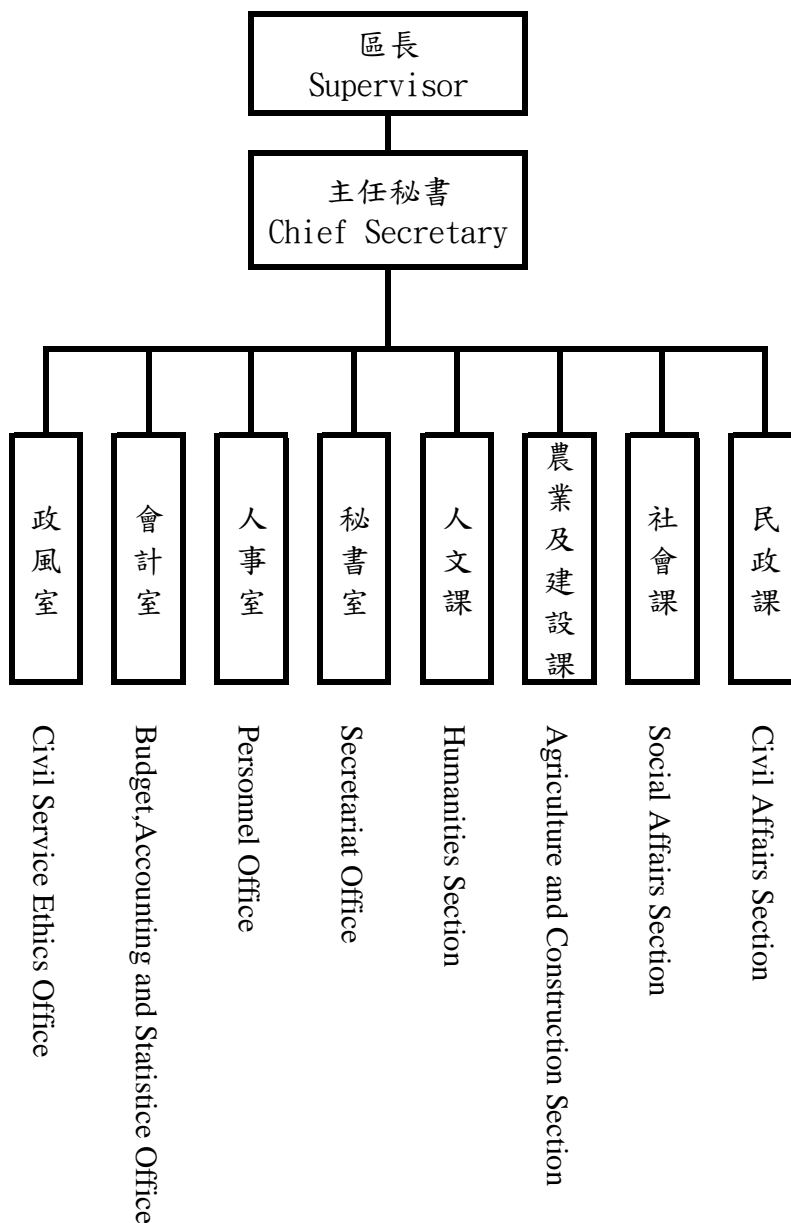 區長
Supervisor
主任秘書
Chief Secretary
民政課
社會課
農業及建設課
人文課
秘書室
人事室
會計室
政風室
Civil Affairs Section
Social Affairs Section
Agriculture and Construction Section
Humanities Section
Secretariat Office
Personnel Office
Budget,Accounting and Statistice Office
Civil Service Ethics Office